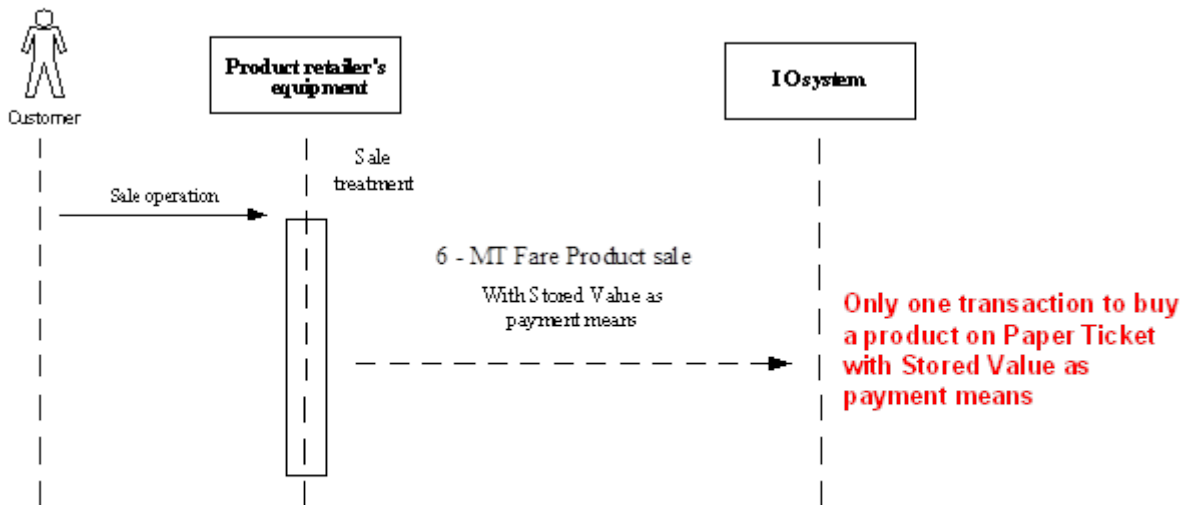 Customer
Product retailer's
equipment
IO system
Sale
treatment
Sale operation
6 - MT Fare Product sale
With Stored Value as
payment means
Only one transaction to buy
a product on Paper Ticket
with Stored Value as
payment means